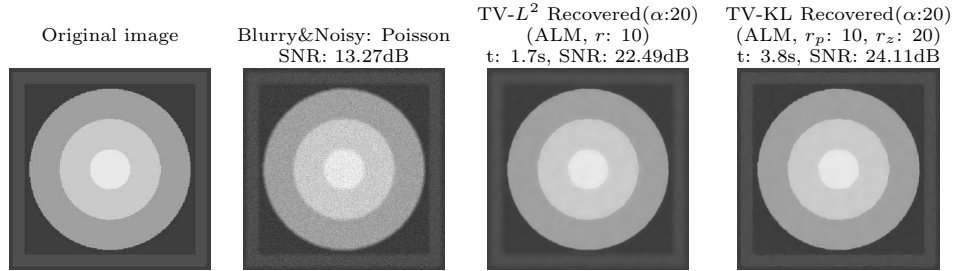 Original image
Blurry&Noisy: Poisson
SNR: 13.27dB
TV-L² Recovered(α:20)
(ALM, r: 10)
t: 1.7s, SNR: 22.49dB
TV-KL Recovered(α:20)
(ALM, rₚ: 10, r_z: 20)
t: 3.8s, SNR: 24.11dB